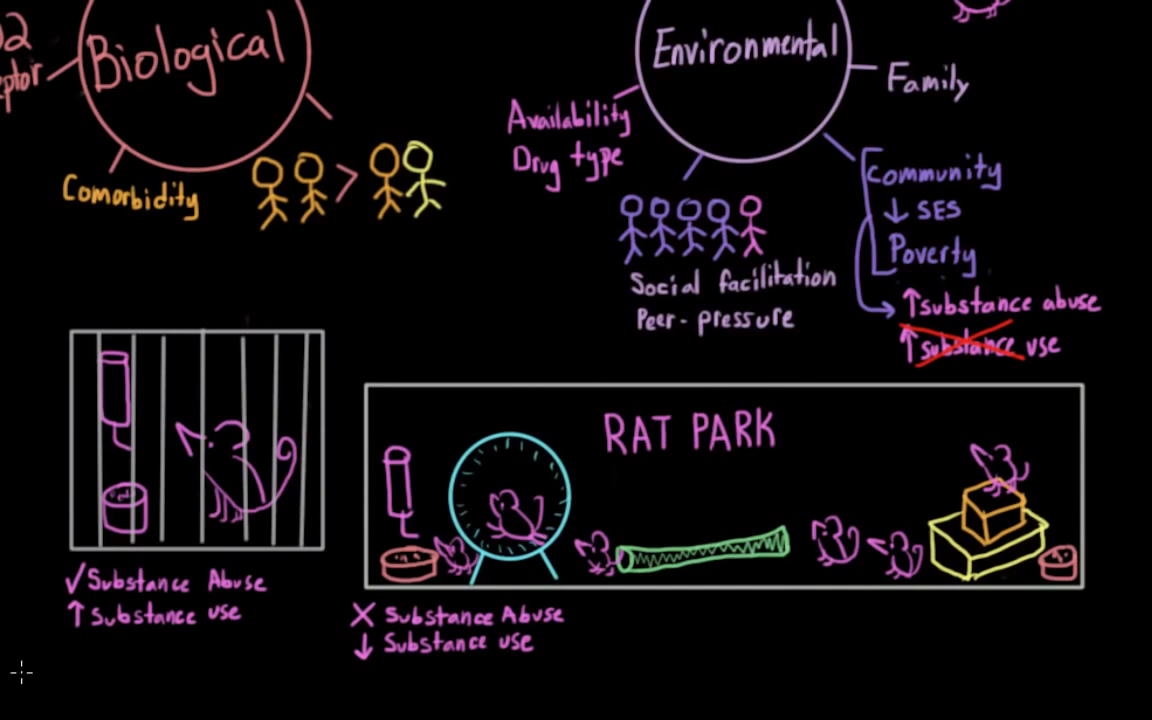 Biological
Comorbidity
Environmental
Availability
Drug type
Family
Community
↓ SES
Poverty
↑substance abuse
↑substance use
Social facilitation
Peer-pressure
RAT PARK
✓Substance Abuse
↑Substance use
X Substance Abuse
↓ Substance use